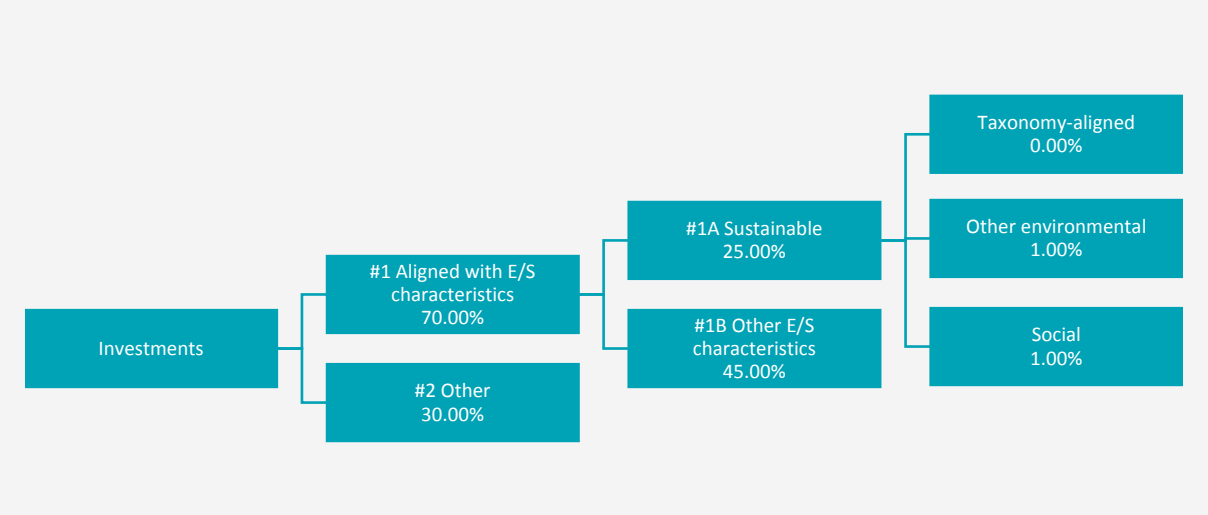 Investments
#1 Aligned with E/S
characteristics
70.00%
#2 Other
30.00%
#1A Sustainable
25.00%
#1B Other E/S
characteristics
45.00%
Taxonomy-aligned
0.00%
Other environmental
1.00%
Social
1.00%